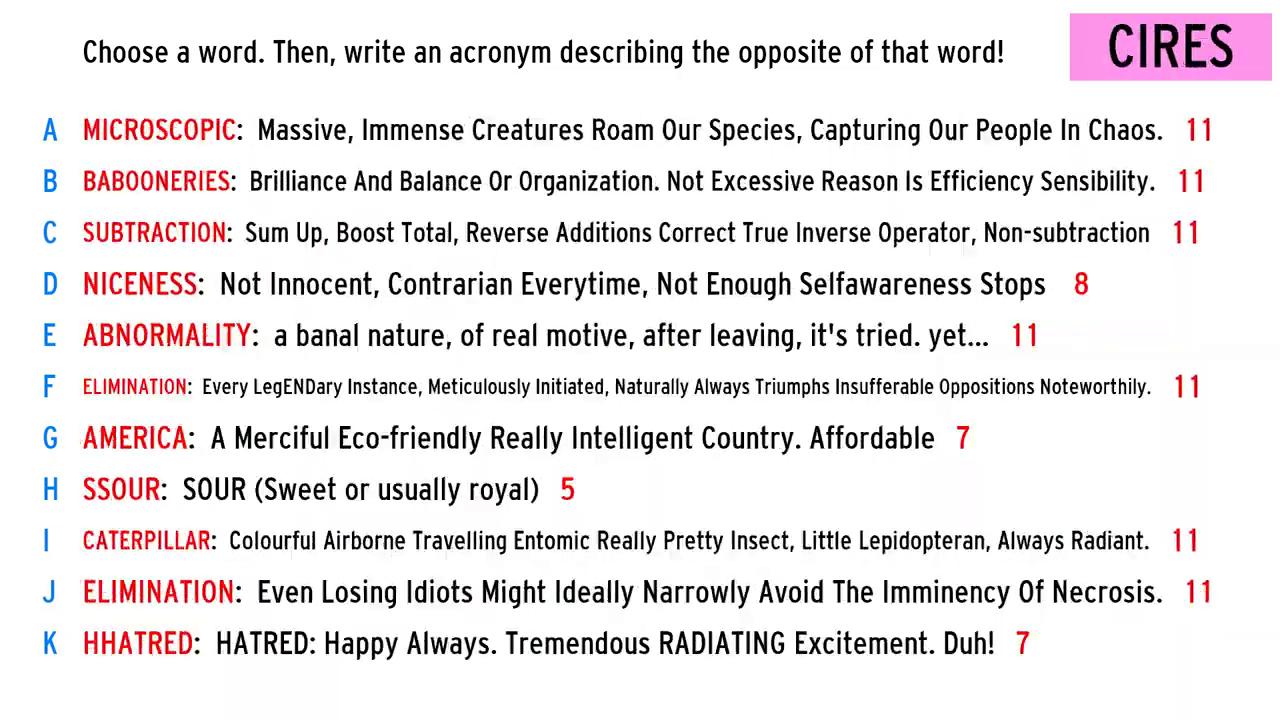 Choose a word. Then, write an acronym describing the opposite of that word!
CIRES
A MICROSCOPIC: Massive, Immense Creatures Roam Our Species, Capturing Our People In Chaos. 11
B BABOONERIES: Brilliance And Balance Or Organization. Not Excessive Reason Is Efficiency Sensibility. 11
C SUBTRACTION: Sum Up, Boost Total, Reverse Additions Correct True Inverse Operator, Non-subtraction 11
D NICENESS: Not Innocent, Contrarian Everytime, Not Enough Selfawareness Stops 8
E ABNORMALITY: a banal nature, of real motive, after leaving, it's tried. yet... 11
F ELIMINATION: Every LegENDary Instance, Meticulously Initiated, Naturally Always Triumphs Insufferable Oppositions Noteworthily. 11
G AMERICA: A Merciful Eco-friendly Really Intelligent Country. Affordable 7
H SSOUR: SOUR (Sweet or usually royal) 5
I CATERPILLAR: Colourful Airborne Travelling Entomic Really Pretty Insect, Little Lepidopteran, Always Radiant. 11
J ELIMINATION: Even Losing Idiots Might Ideally Narrowly Avoid The Imminency Of Necrosis. 11
K HHATRED: HATRED: Happy Always. Tremendous RADIATING Excitement. Duh! 7